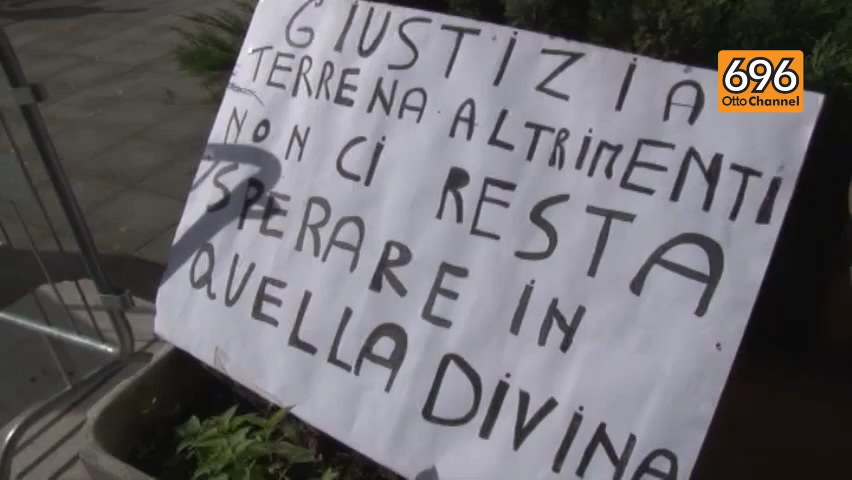 GIUSTIZIA
TERRENA ALTRIMENTI
NON CI RESTA
SPERARE IN
QUELLA DIVINA
696
Otto Channel